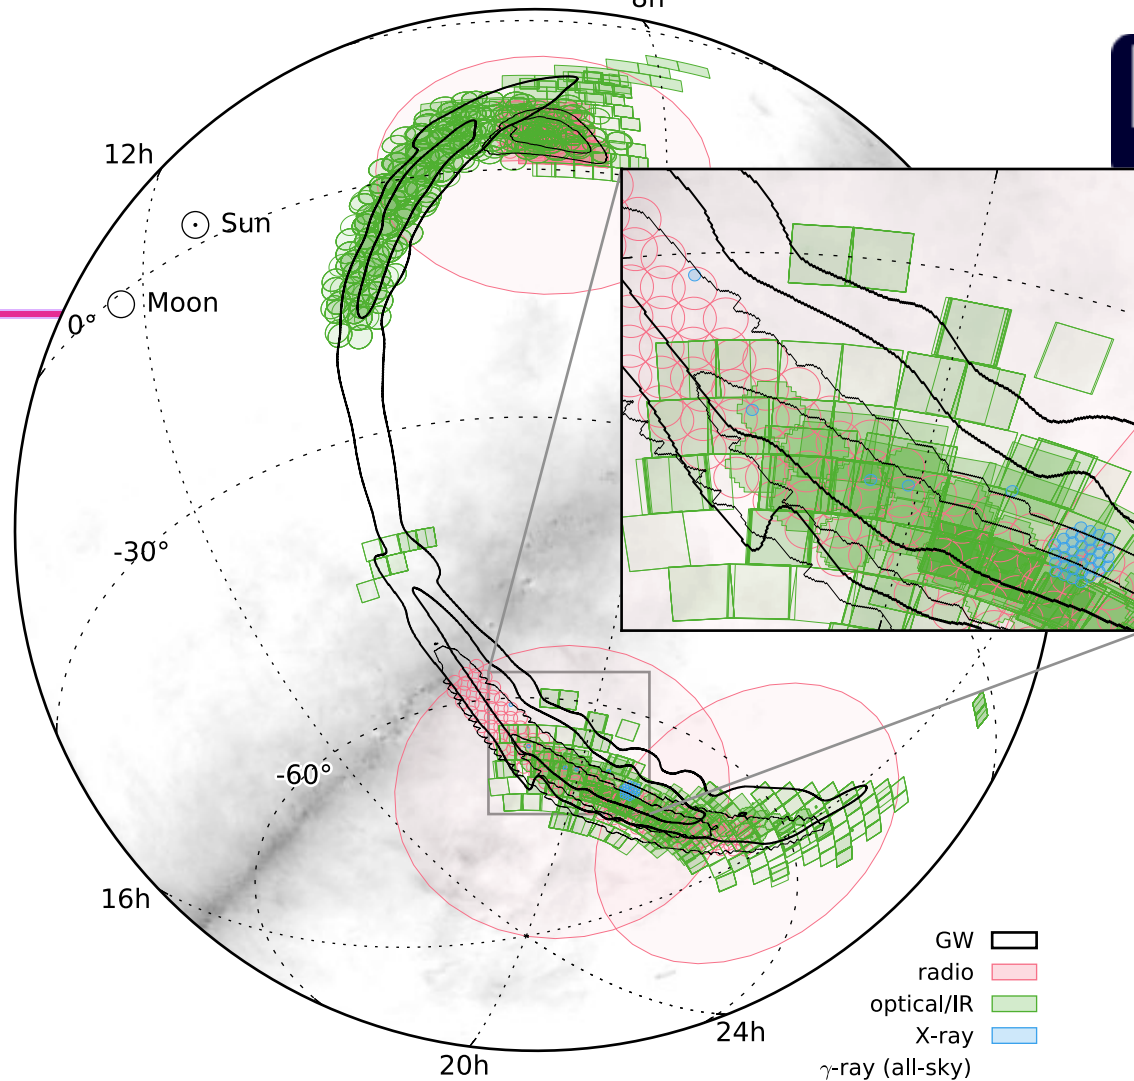 8h
12h
Sun
Moon
0°
-30°
-60°
16h
20h
24h
GW
radio
optical/IR
X-ray
γ-ray (all-sky)